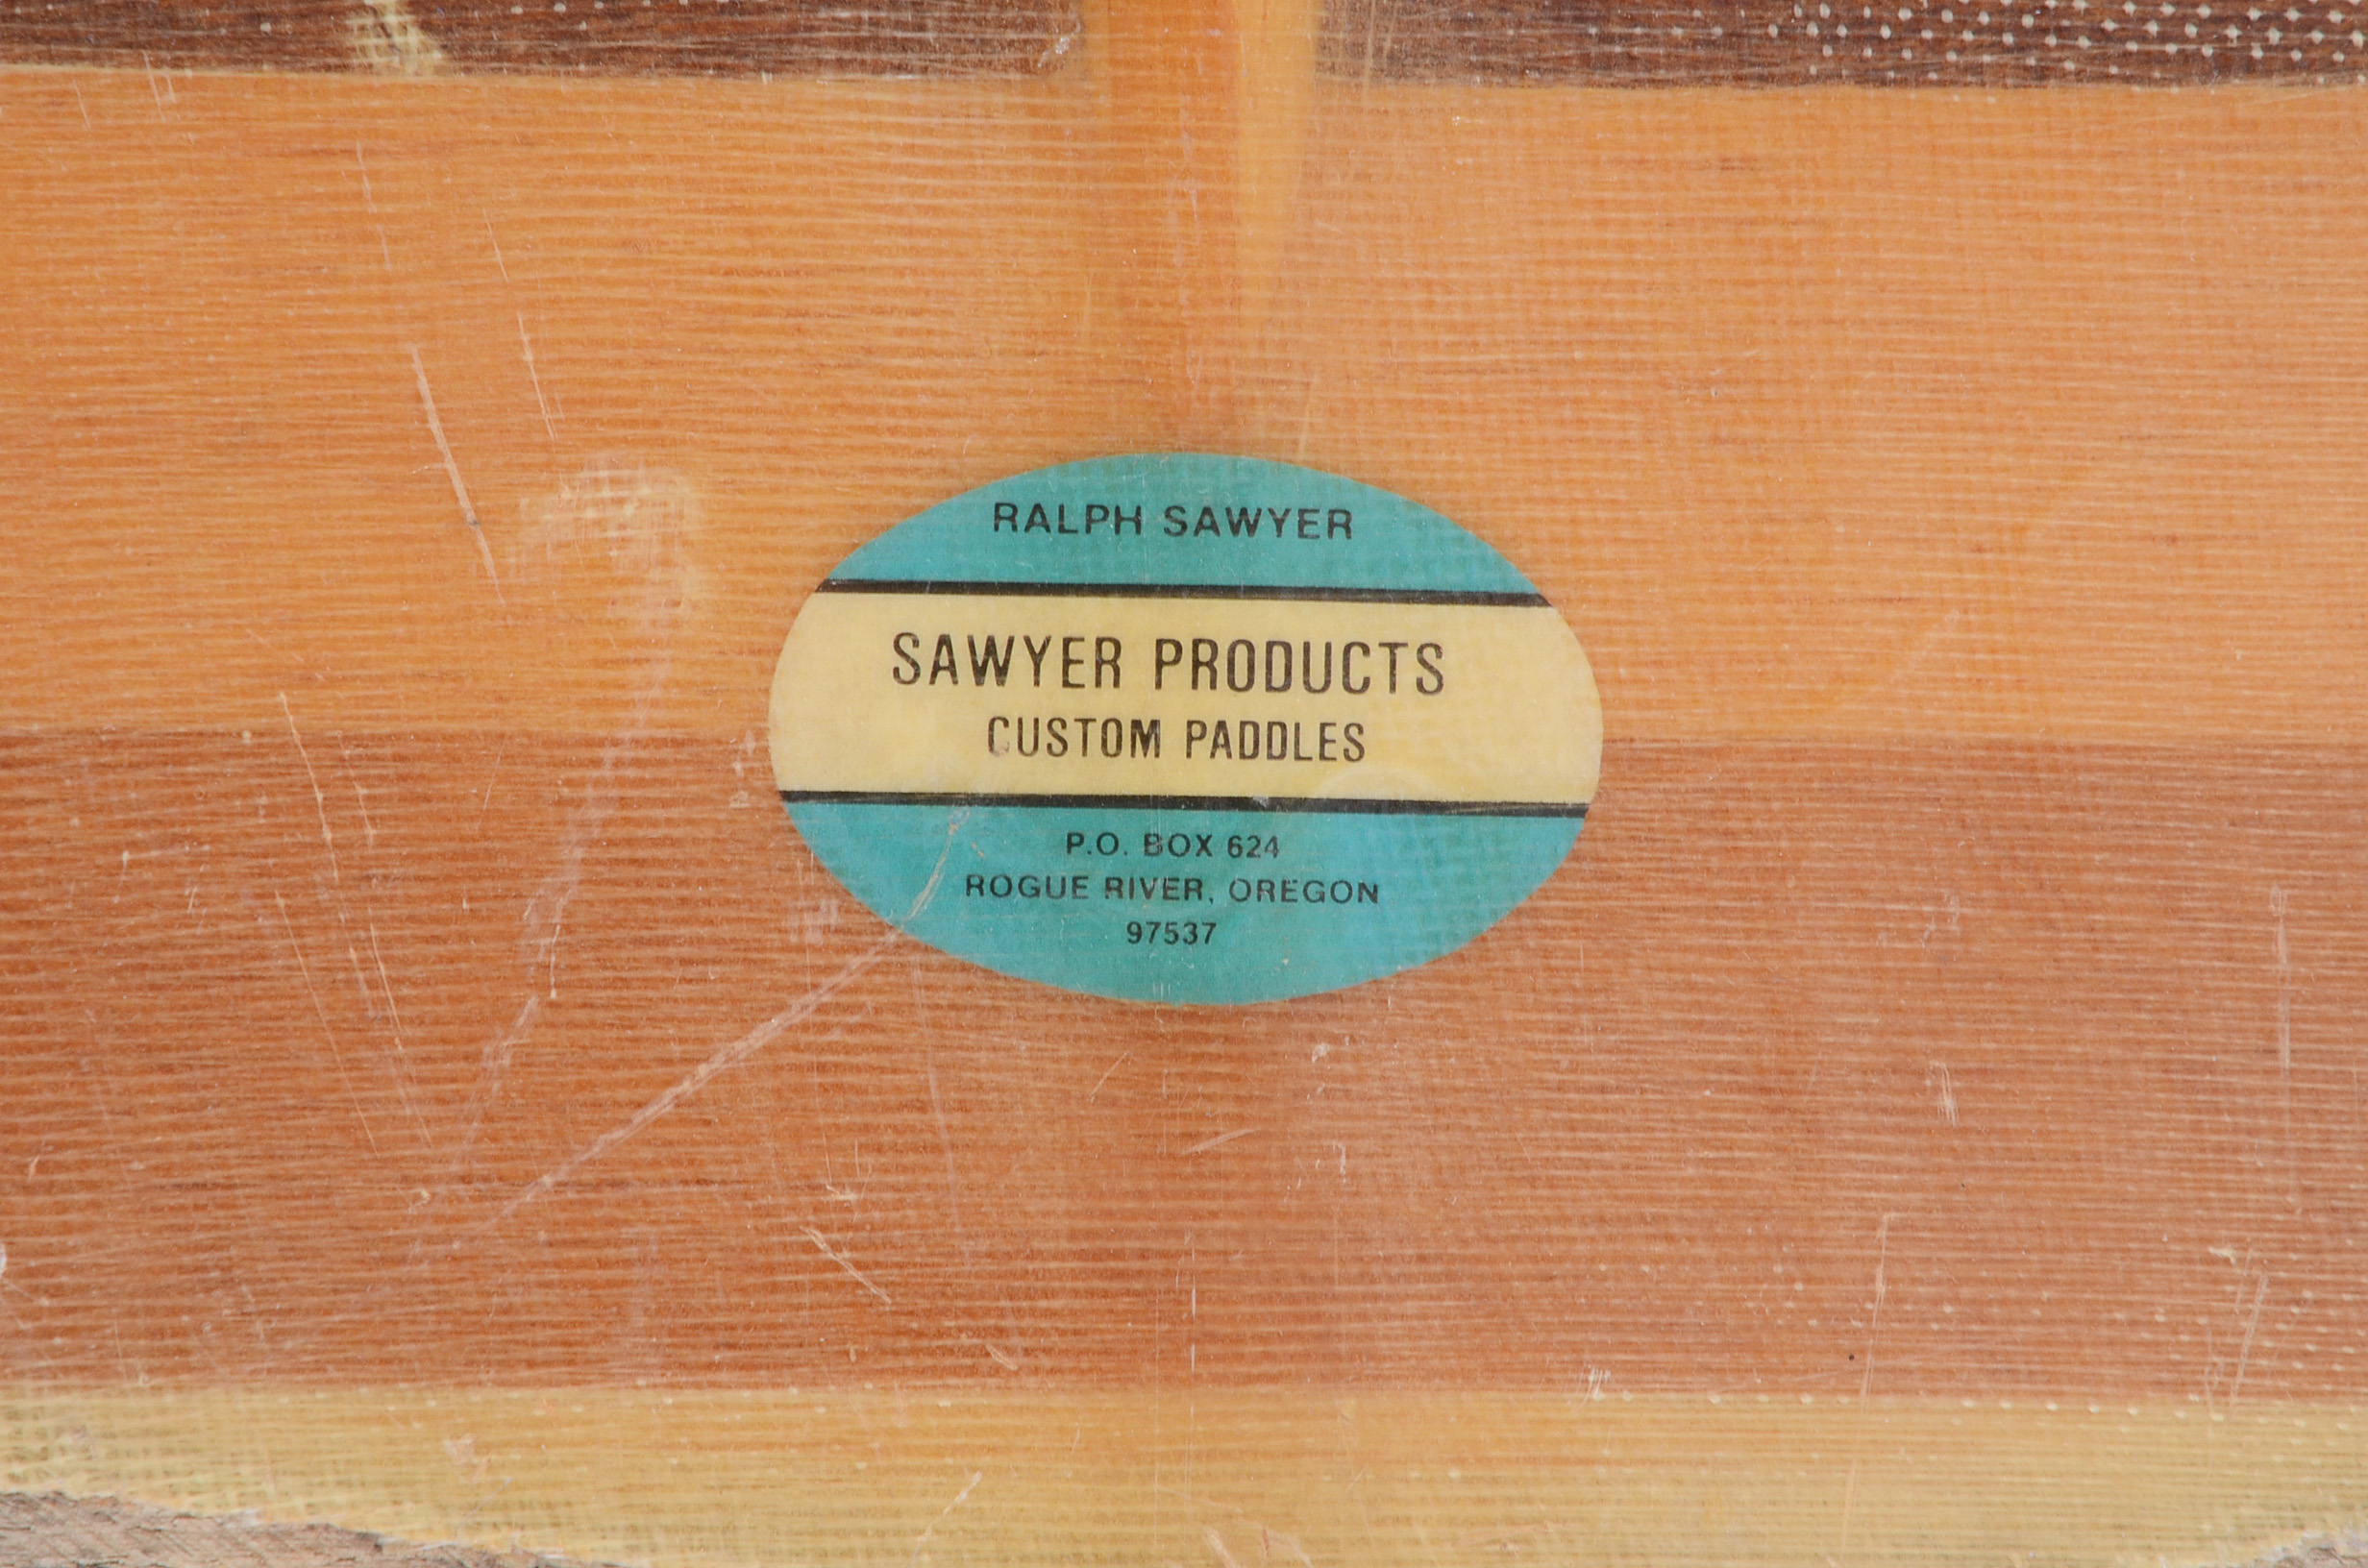 RALPH SAWYER
SAWYER PRODUCTS
CUSTOM PADDLES
P.O. BOX 624
ROGUE RIVER, OREGON
97537